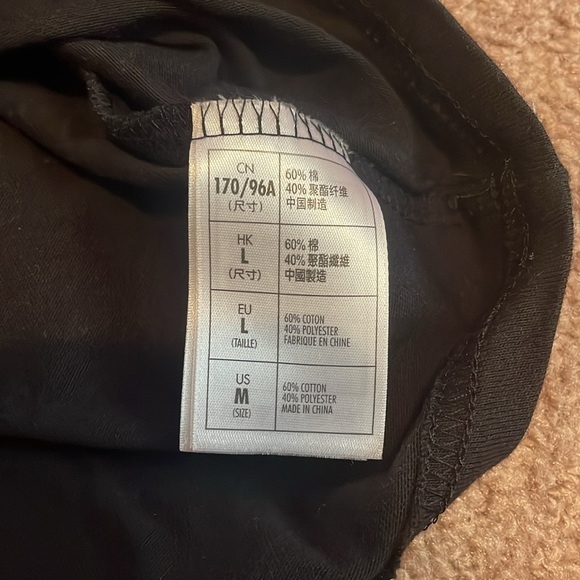 CN
170/96A
(尺寸)
60% 棉
40% 聚酯纤维
中国制造
HK
L
(尺寸)
60% 棉
40% 聚酯纖維
中國製造
EU
L
(TAILLE)
60% COTON
40% POLYESTER
FABRIQUE EN CHINE
US
M
(SIZE)
60% COTTON
40% POLYESTER
MADE IN CHINA